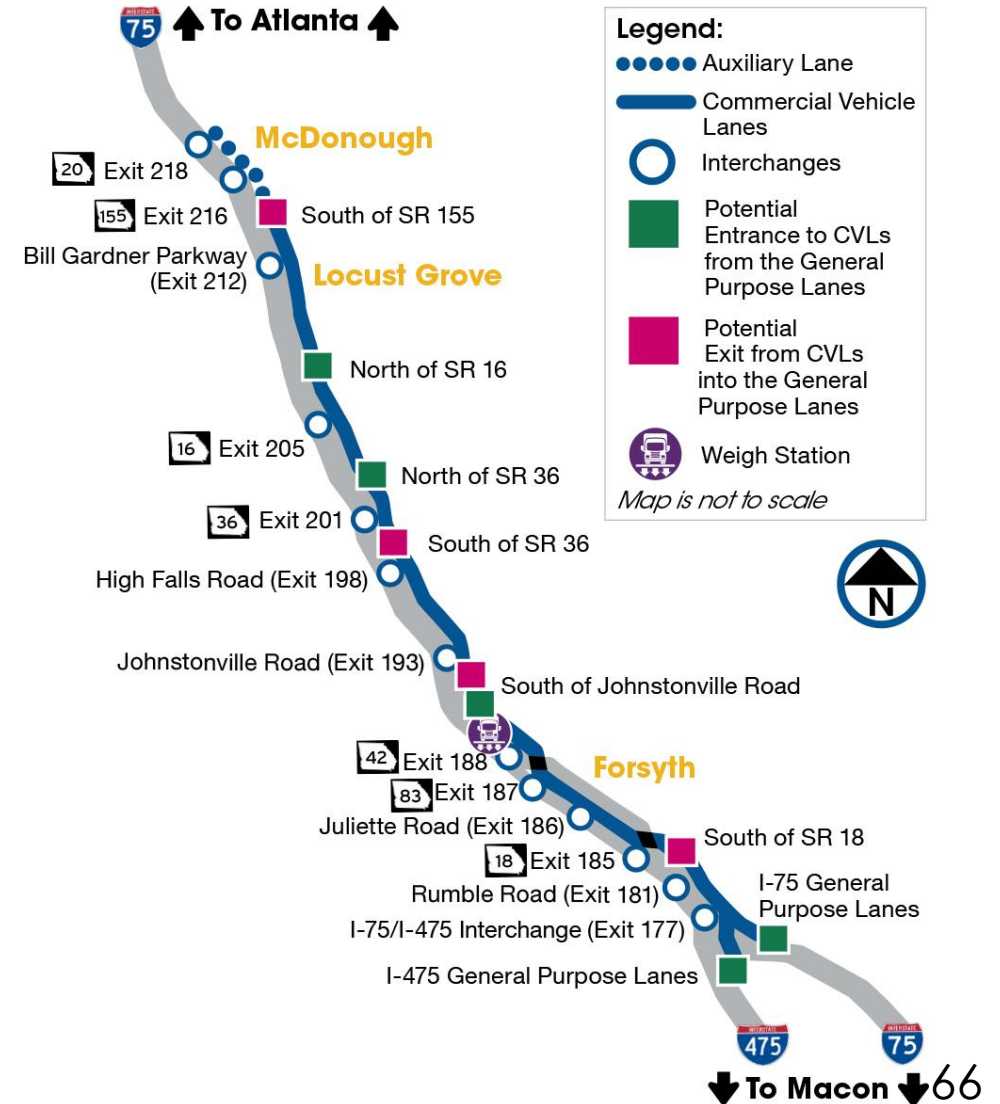 INTERSTATE
75
To Atlanta
McDonough
20 Exit 218
155 Exit 216
South of SR 155
Bill Gardner Parkway
(Exit 212)
Locust Grove
North of SR 16
16 Exit 205
North of SR 36
36 Exit 201
South of SR 36
High Falls Road (Exit 198)
Johnstonville Road (Exit 193)
South of Johnstonville Road
42 Exit 188
Forsyth
83 Exit 187
Juliette Road (Exit 186)
South of SR 18
18 Exit 185
I-75 General
Purpose Lanes
Rumble Road (Exit 181)
I-75/I-475 Interchange (Exit 177)
I-475 General Purpose Lanes
INTERSTATE
475
INTERSTATE
75
To Macon
66
Legend:
Auxiliary Lane
Commercial Vehicle
Lanes
Interchanges
Potential
Entrance to CVLs
from the General
Purpose Lanes
Potential
Exit from CVLs
into the General
Purpose Lanes
Weigh Station
Map is not to scale
N